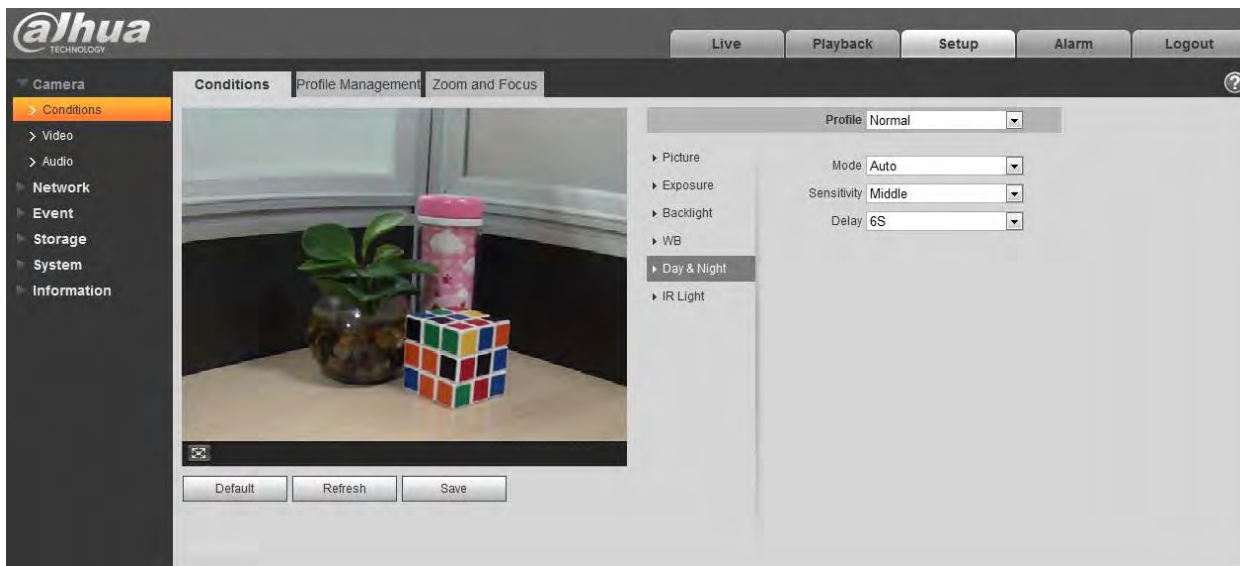 alhua
TECHNOLOGY
Live
Playback
Setup
Alarm
Logout
Camera
Conditions
Video
Audio
Network
Event
Storage
System
Information
Conditions
Profile Management
Zoom and Focus
?
Default
Refresh
Save
Profile Normal
Picture
Exposure
Backlight
WB
Day & Night
IR Light
Mode Auto
Sensitivity Middle
Delay 6S